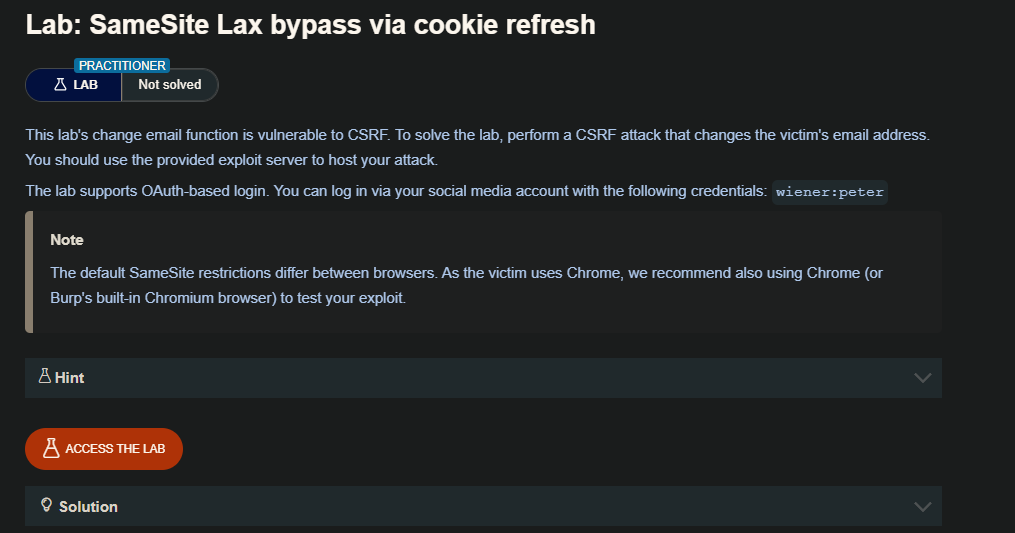 Lab: SameSite Lax bypass via cookie refresh
PRACTITIONER
LAB
Not solved
This lab's change email function is vulnerable to CSRF. To solve the lab, perform a CSRF attack that changes the victim's email address.
You should use the provided exploit server to host your attack.
The lab supports OAuth-based login. You can log in via your social media account with the following credentials: wiener:peter
Note
The default SameSite restrictions differ between browsers. As the victim uses Chrome, we recommend also using Chrome (or
Burp's built-in Chromium browser) to test your exploit.
Hint
ACCESS THE LAB
Solution